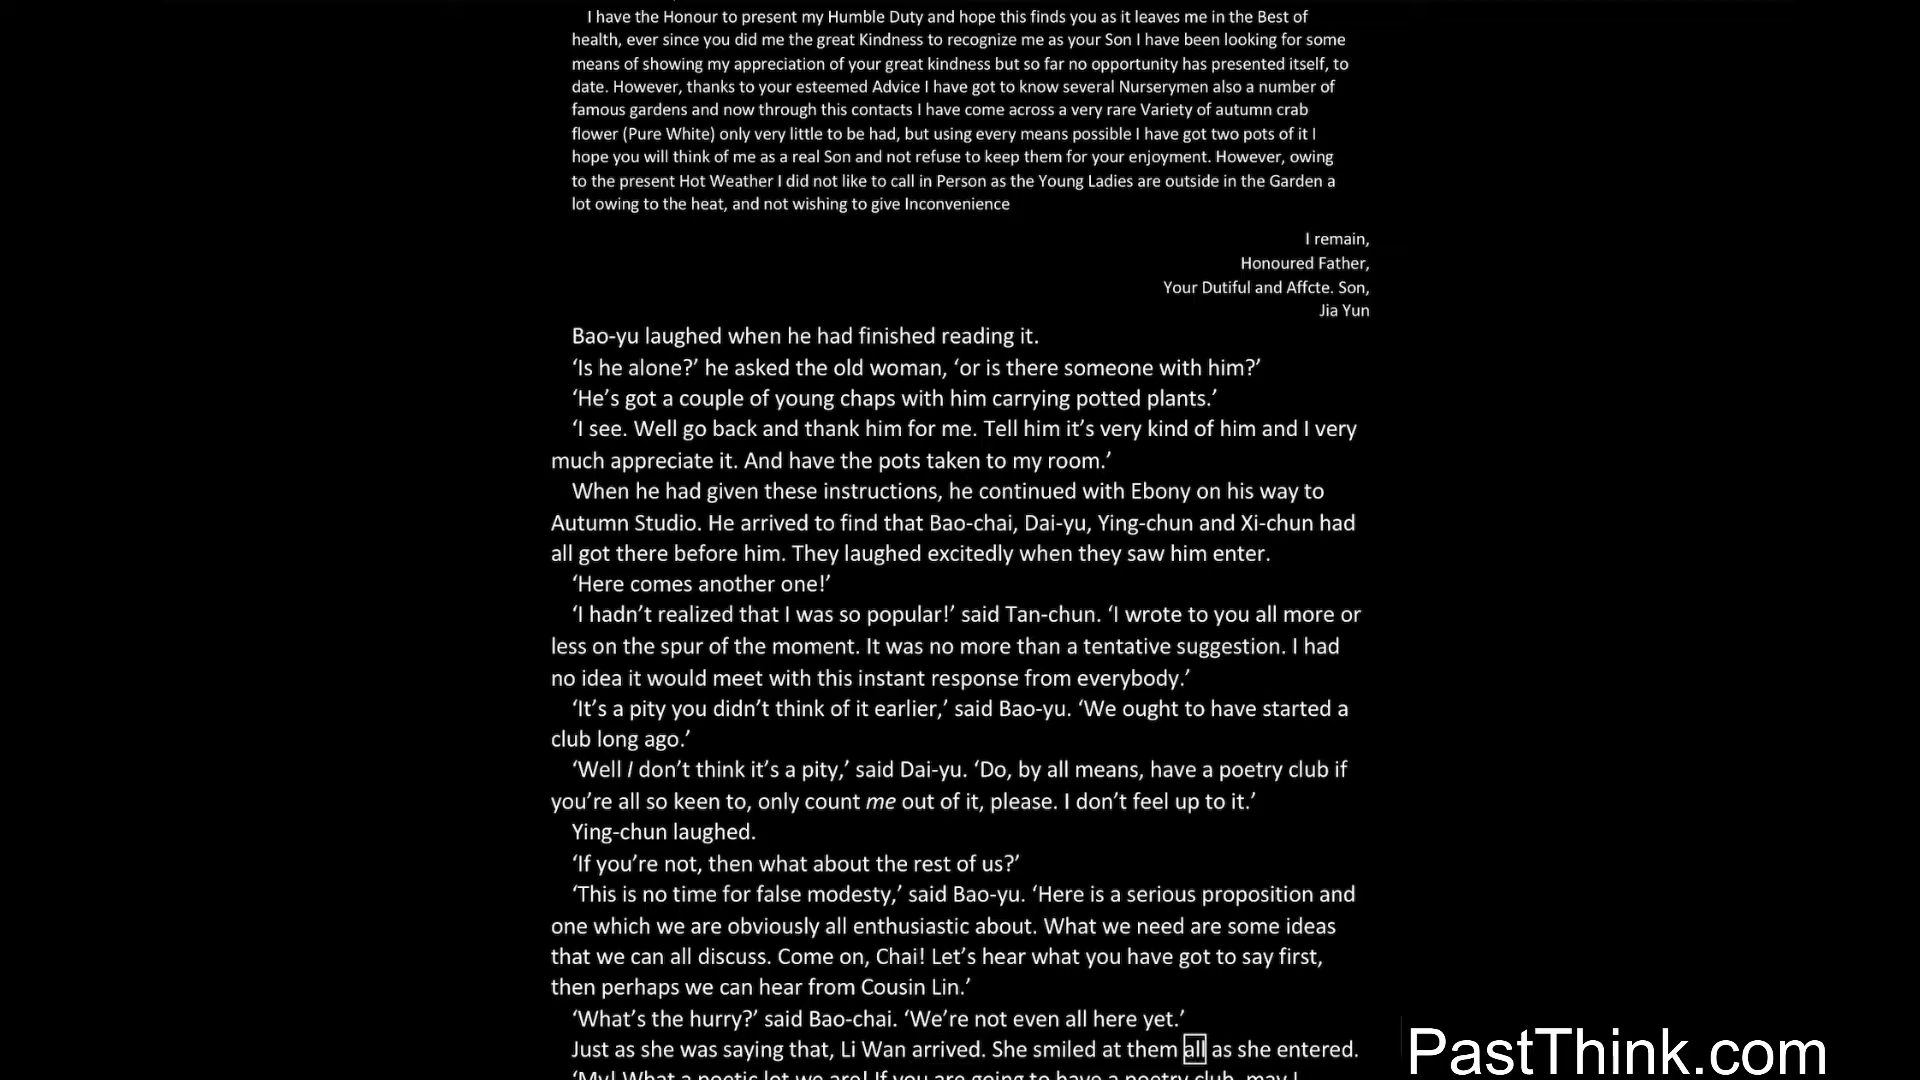 I have the Honour to present my Humble Duty and hope this finds you as it leaves me in the Best of
health, ever since you did me the great Kindness to recognize me as your Son I have been looking for some
means of showing my appreciation of your great kindness but so far no opportunity has presented itself, to
date. However, thanks to your esteemed Advice I have got to know several Nurserymen also a number of
famous gardens and now through this contacts I have come across a very rare Variety of autumn crab
flower (Pure White) only very little to be had, but using every means possible I have got two pots of it I
hope you will think of me as a real Son and not refuse to keep them for your enjoyment. However, owing
to the present Hot Weather I did not like to call in Person as the Young Ladies are outside in the Garden a
lot owing to the heat, and not wishing to give Inconvenience
I remain,
Honoured Father,
Your Dutiful and Affcte. Son,
Jia Yun
Bao-yu laughed when he had finished reading it.
‘Is he alone?’ he asked the old woman, ‘or is there someone with him?’
‘He’s got a couple of young chaps with him carrying potted plants.’
‘I see. Well go back and thank him for me. Tell him it’s very kind of him and I very
much appreciate it. And have the pots taken to my room.’
When he had given these instructions, he continued with Ebony on his way to
Autumn Studio. He arrived to find that Bao-chai, Dai-yu, Ying-chun and Xi-chun had
all got there before him. They laughed excitedly when they saw him enter.
‘Here comes another one!’
‘I hadn’t realized that I was so popular!’ said Tan-chun. ‘I wrote to you all more or
less on the spur of the moment. It was no more than a tentative suggestion. I had
no idea it would meet with this instant response from everybody.’
‘It’s a pity you didn’t think of it earlier,’ said Bao-yu. ‘We ought to have started a
club long ago.’
‘Well I don’t think it’s a pity,’ said Dai-yu. ‘Do, by all means, have a poetry club if
you’re all so keen to, only count me out of it, please. I don’t feel up to it.’
Ying-chun laughed.
‘If you’re not, then what about the rest of us?’
‘This is no time for false modesty,’ said Bao-yu. ‘Here is a serious proposition and
one which we are obviously all enthusiastic about. What we need are some ideas
that we can all discuss. Come on, Chai! Let’s hear what you have got to say first,
then perhaps we can hear from Cousin Lin.’
‘What’s the hurry?’ said Bao-chai. ‘We’re not even all here yet.’
Just as she was saying that, Li Wan arrived. She smiled at them all as she entered.
‘My! What a poetic lot we are! If you are going to have a poetry club, may I
PastThink.com